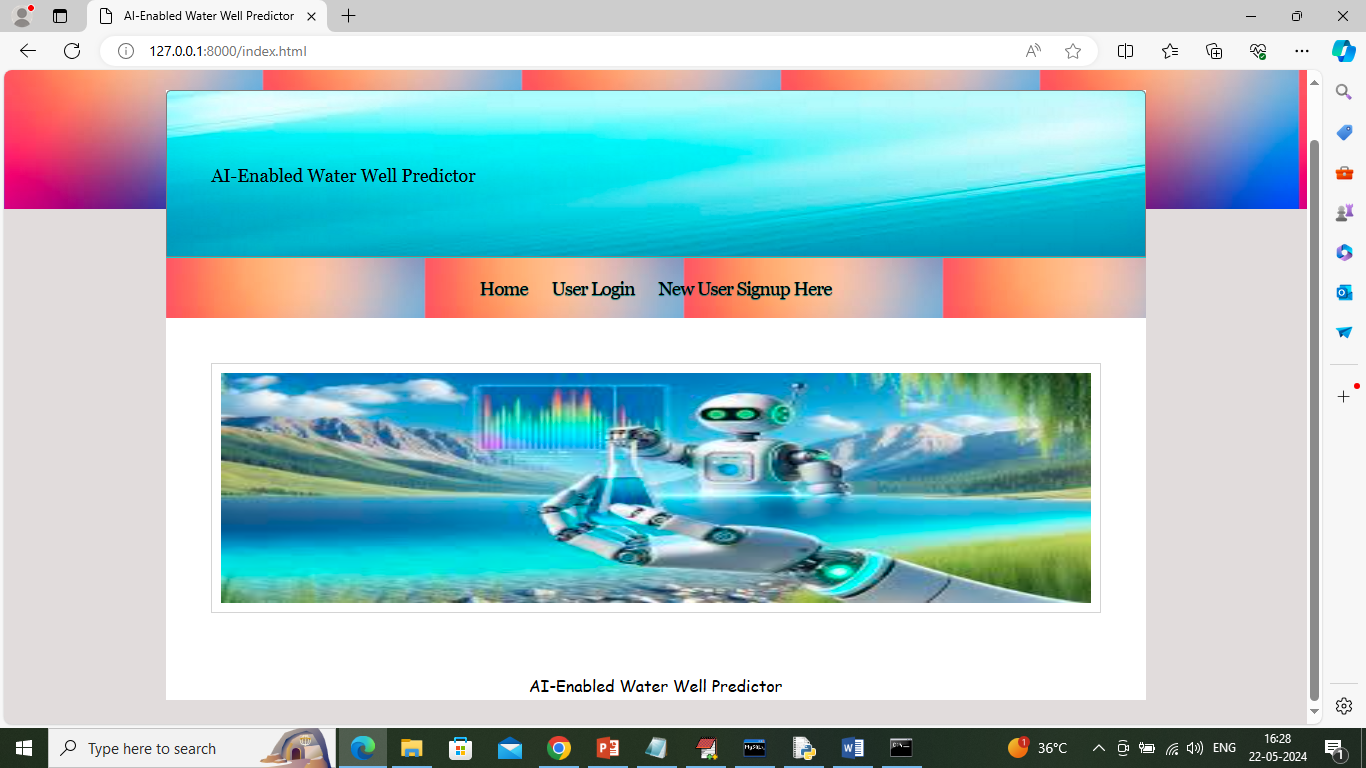 AI-Enabled Water Well Predictor
127.0.0.1:8000/index.html
AI-Enabled Water Well Predictor
Home User Login New User Signup Here
AI-Enabled Water Well Predictor
Type here to search
1
36°C
ENG
16:28
22-05-2024
1